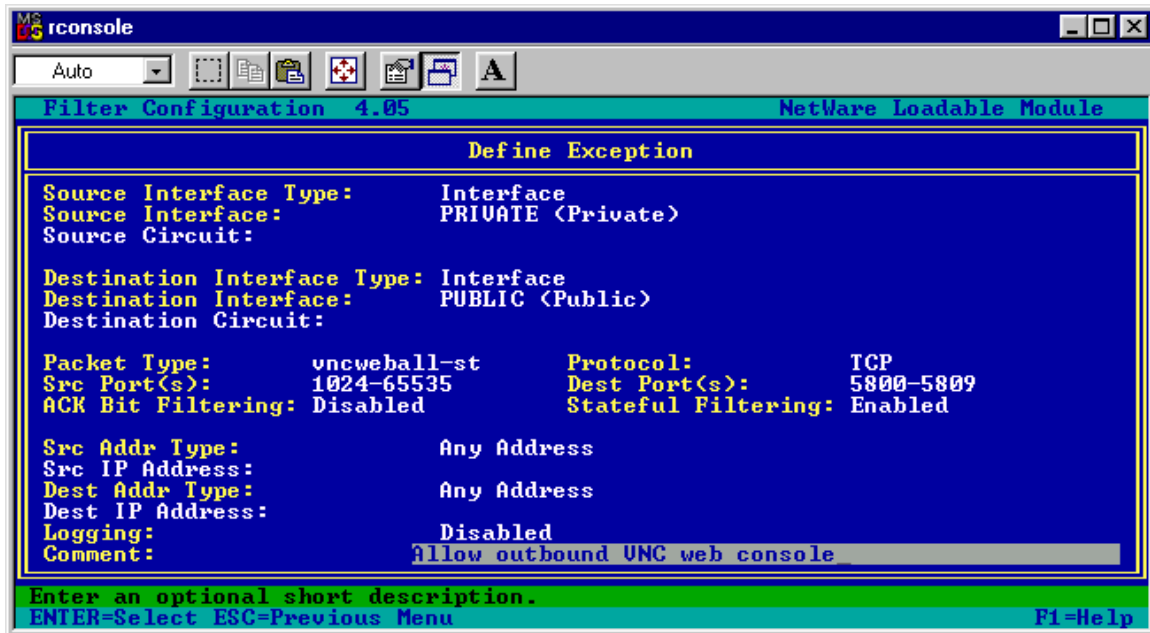 rconsole
Auto
A
Filter Configuration 4.05 NetWare Loadable Module
Define Exception
Source Interface Type: Interface
Source Interface: PRIVATE (Private)
Source Circuit:
Destination Interface Type: Interface
Destination Interface: PUBLIC (Public)
Destination Circuit:
Packet Type: vncweball-st Protocol: TCP
Src Port(s): 1024-65535 Dest Port(s): 5800-5809
ACK Bit Filtering: Disabled Stateful Filtering: Enabled
Src Addr Type: Any Address
Src IP Address:
Dest Addr Type: Any Address
Dest IP Address:
Logging: Disabled
Comment: Allow outbound VNC web console_
Enter an optional short description.
ENTER=Select ESC=Previous Menu F1=Help